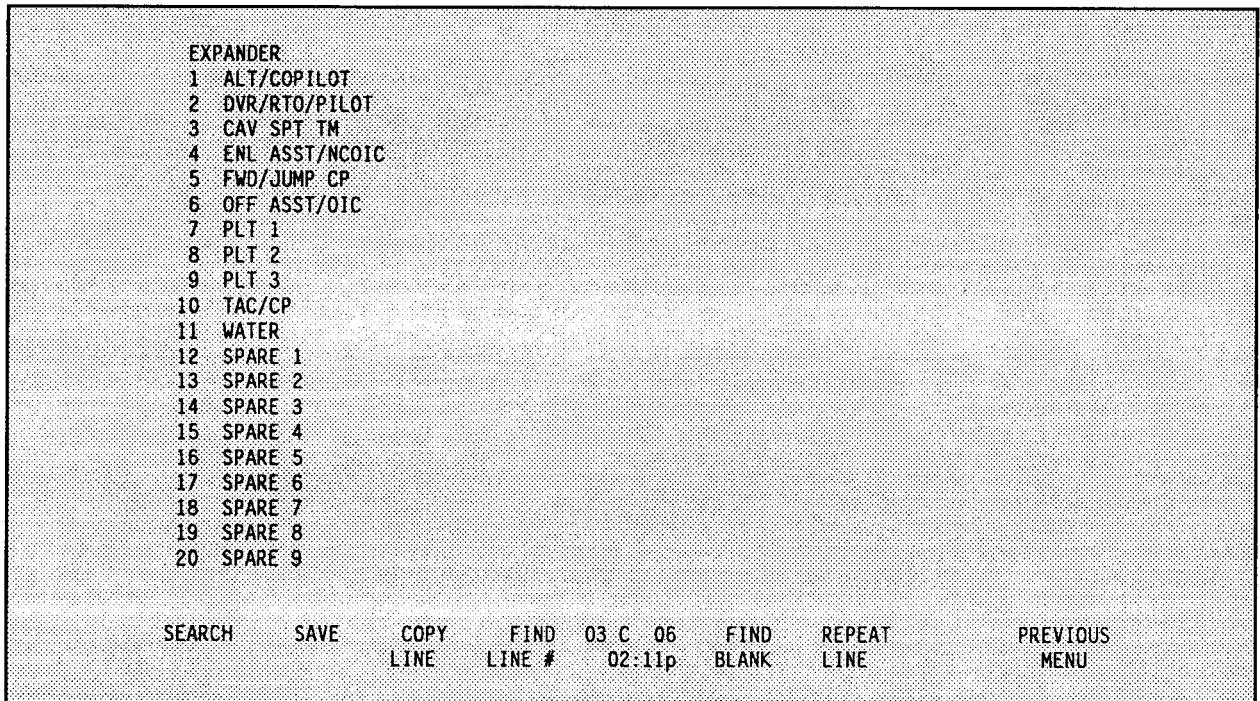 EXPANDER
1 ALT/COPILOT
2 DVR/RTO/PILOT
3 CAV SPT TM
4 ENL ASST/NCOIC
5 FWD/JUMP CP
6 OFF ASST/OIC
7 PLT 1
8 PLT 2
9 PLT 3
10 TAC/CP
11 WATER
12 SPARE 1
13 SPARE 2
14 SPARE 3
15 SPARE 4
16 SPARE 5
17 SPARE 6
18 SPARE 7
19 SPARE 8
20 SPARE 9
SEARCH SAVE COPY FIND 03 C 06 FIND REPEAT PREVIOUS
LINE LINE # 02:11p BLANK LINE MENU